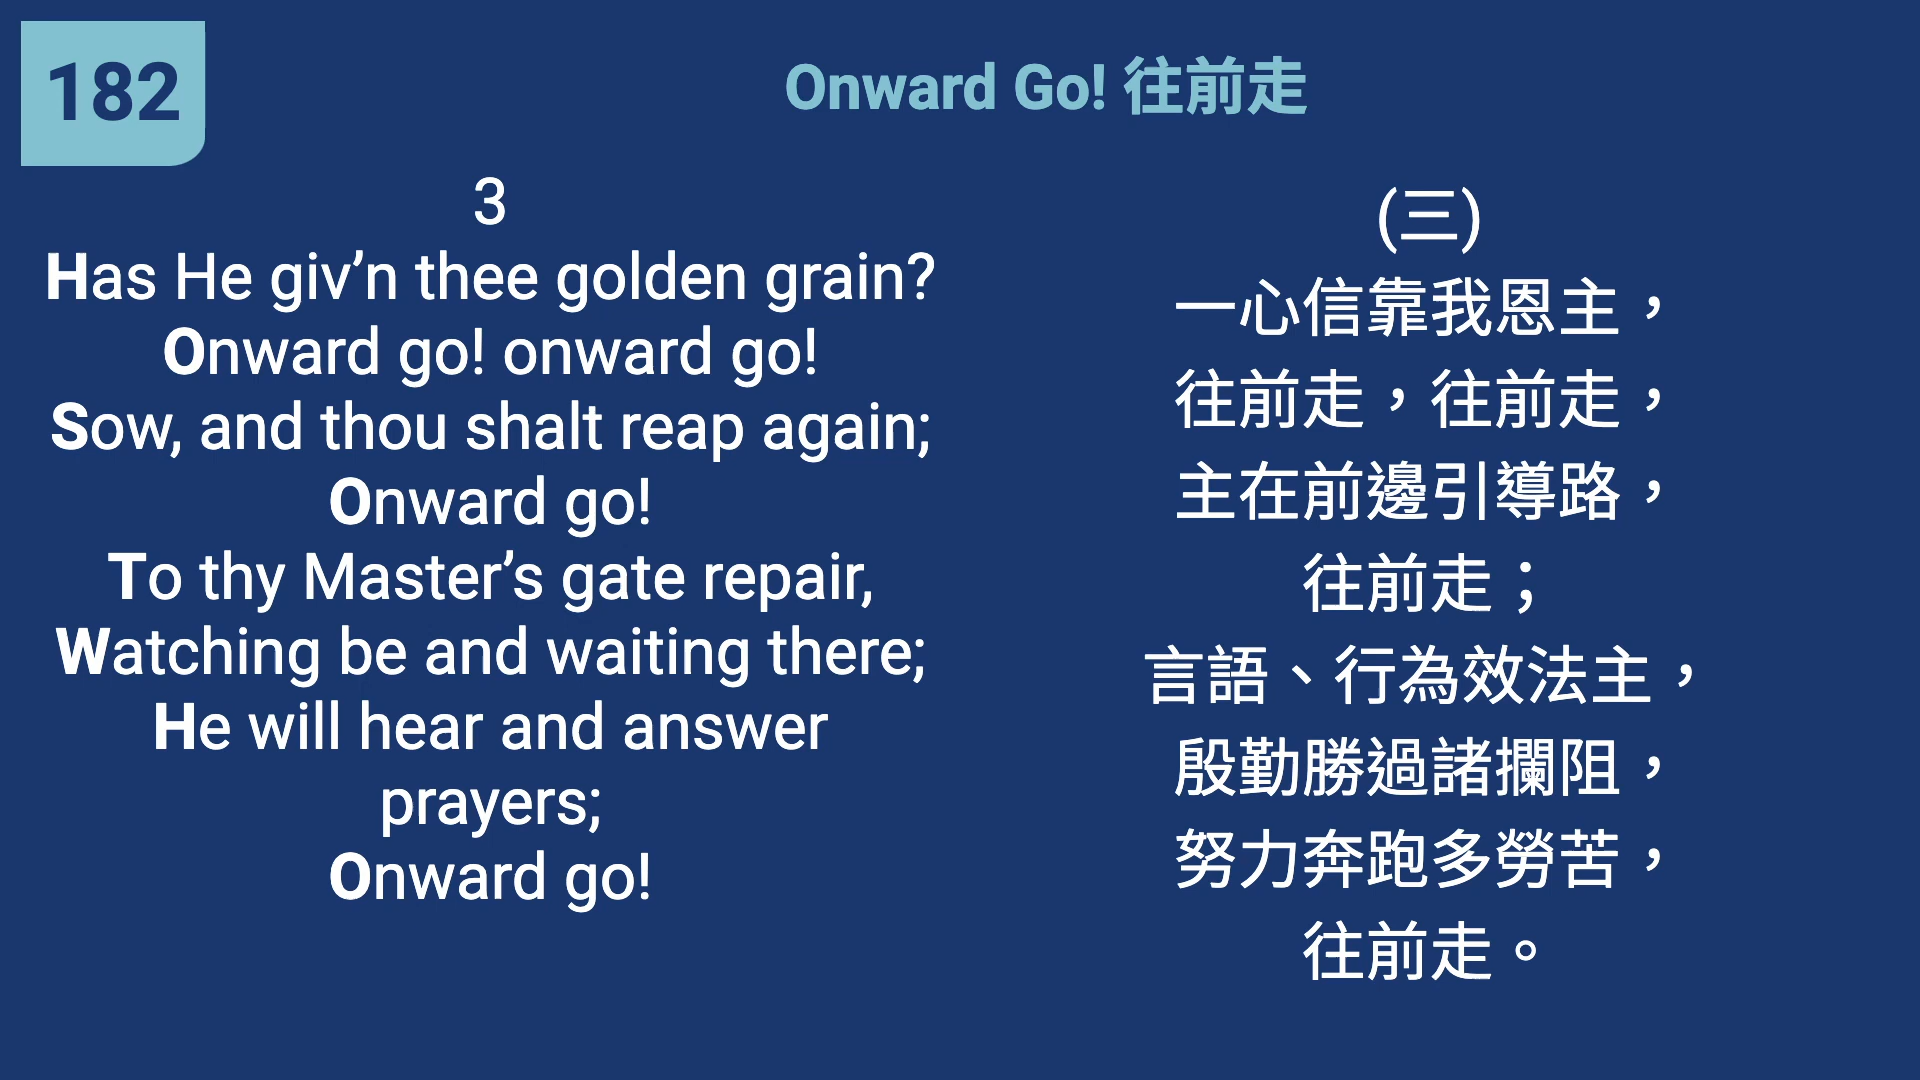 182
Onward Go! 往前走
3
Has He giv’n thee golden grain?
Onward go! onward go!
Sow, and thou shalt reap again;
Onward go!
To thy Master’s gate repair,
Watching be and waiting there;
He will hear and answer
prayers;
Onward go!
(三)
一心信靠我恩主，
往前走，往前走，
主在前邊引導路，
往前走；
言語、行為效法主，
殷勤勝過諸攔阻，
努力奔跑多勞苦，
往前走。